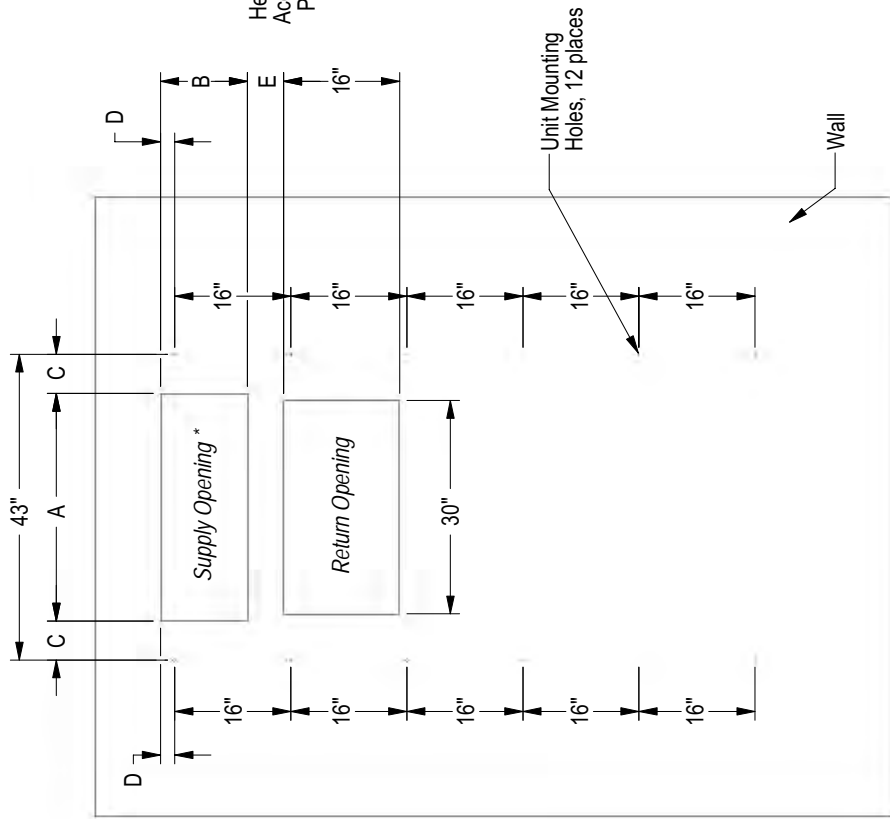 43"
C
A
C
D
D
Supply Opening *
B
E
16"
Return Opening
30"
16"
16"
16"
16"
16"
16"
16"
16"
16"
16"
He
Ac
P
Unit Mounting
Holes, 12 places
Wall